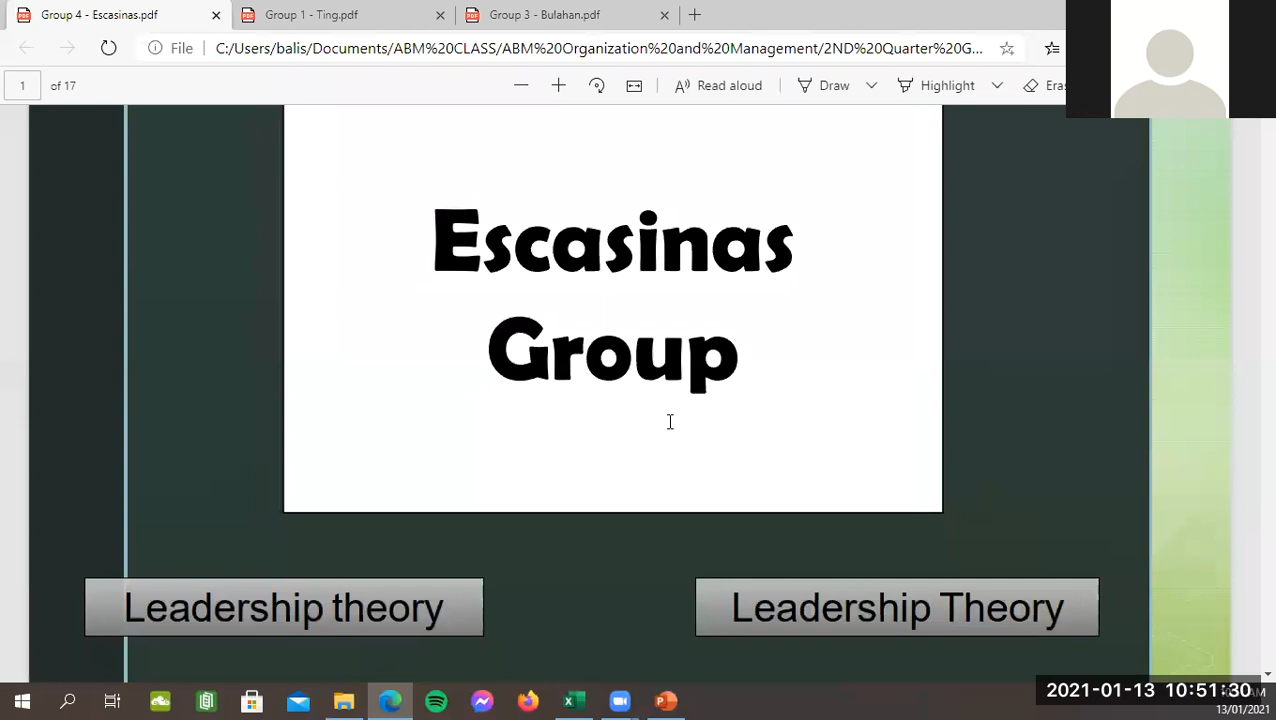 Group 4 - Escasinas.pdf
Group 1 - Ting.pdf
Group 3 - Bulahan.pdf
File
C:/Users/balis/Documents/ABM%20CLASS/ABM%20Organization%20and%20Management/2ND%20Quarter%20G...
1 of 17
Read aloud
Draw
Highlight
Eras
Escasinas
Group
Leadership theory
Leadership Theory
2021-01-13 10:51:30
13/01/2021